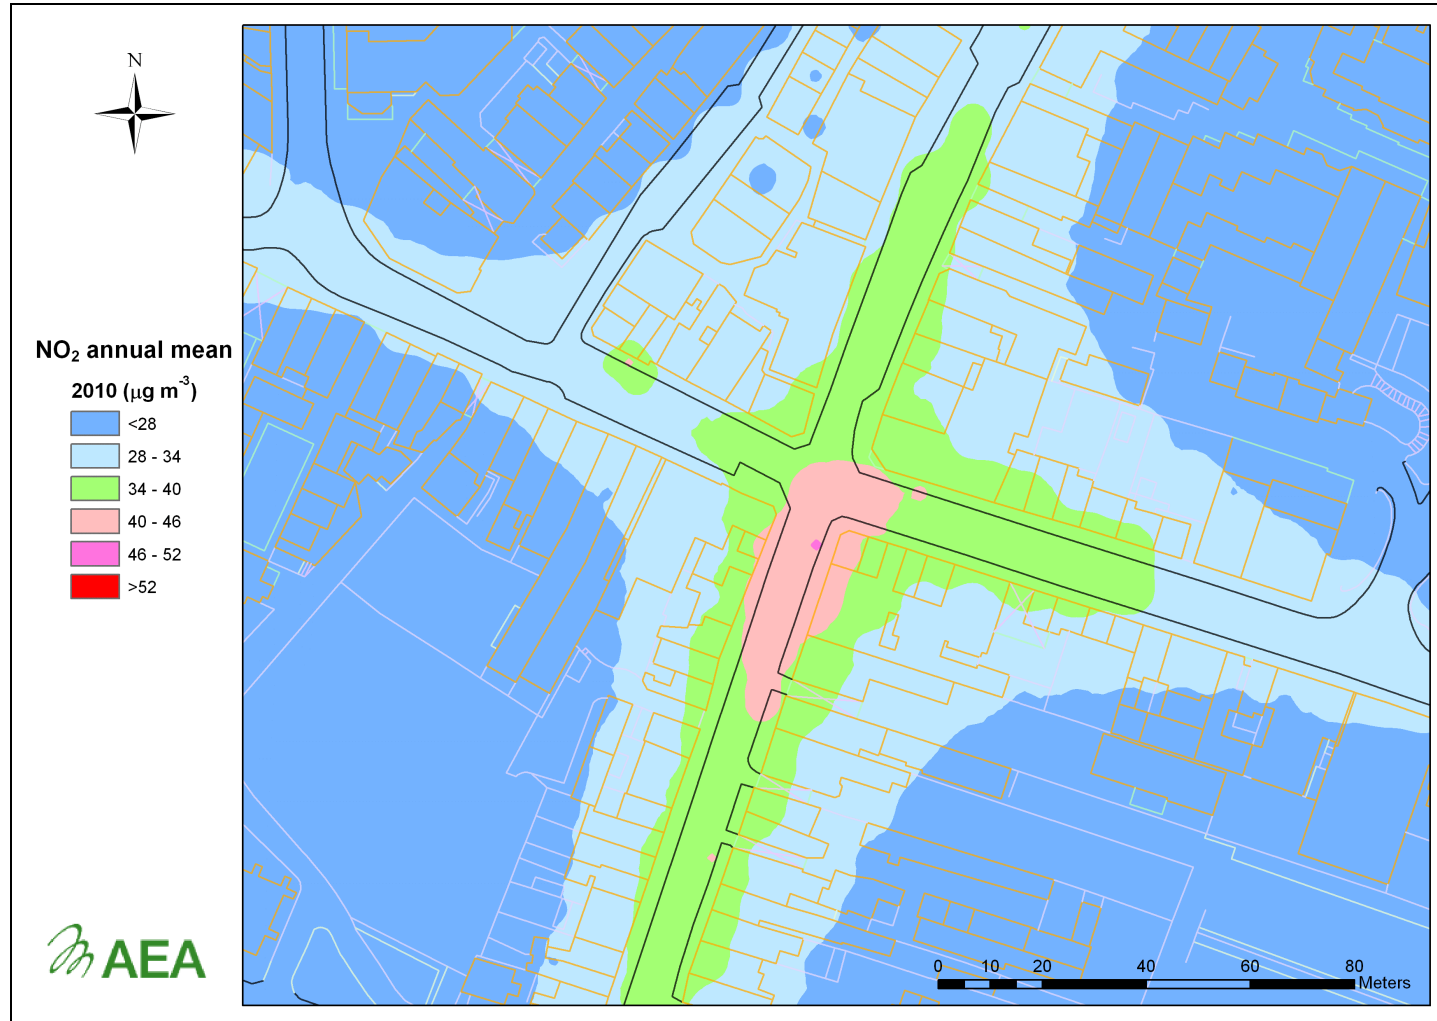 N
NO₂ annual mean
2010 (μg m⁻³)
<28
28 - 34
34 - 40
40 - 46
46 - 52
>52
AEA
0 10 20 40 60 80
Meters